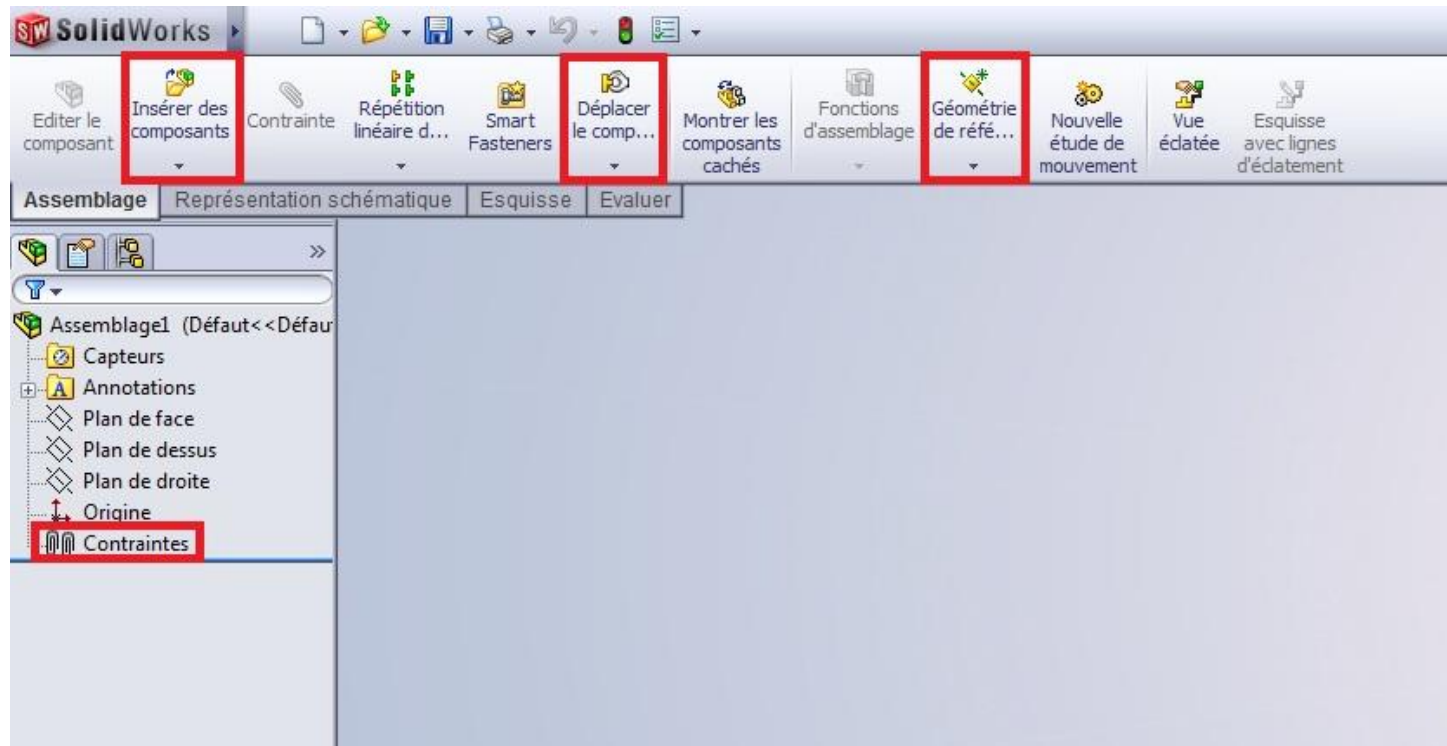 SolidWorks
Editer le
composant
Insérer des
composants
Contrainte
Répétition
linéaire d...
Smart
Fasteners
Déplacer
le comp...
Montrer les
composants
cachés
Fonctions
d'assemblage
Géométrie
de réfé...
Nouvelle
étude de
mouvement
Vue
éclatée
Esquisse
avec lignes
d'éclatement
Assemblage Représentation schématique Esquisse Evaluer
Assemblage1 (Défaut<<Défau
Capteurs
Annotations
Plan de face
Plan de dessus
Plan de droite
Origine
Contraintes